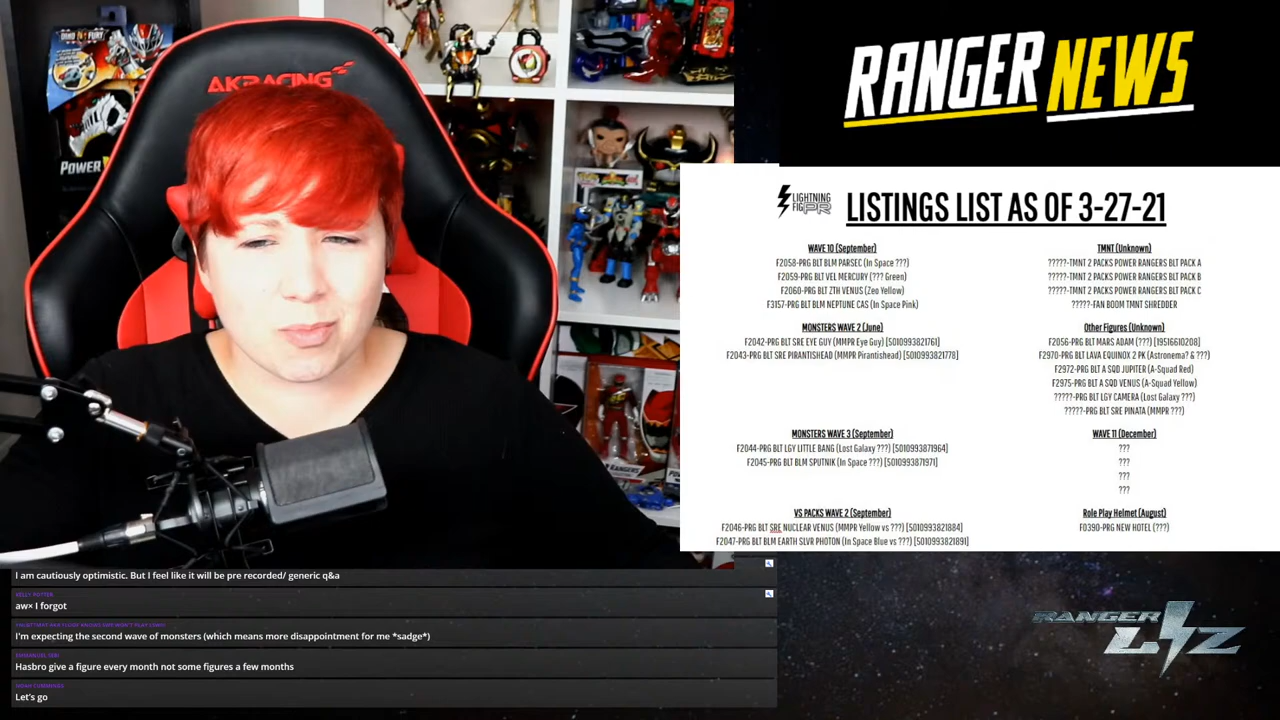 DINO FURY
POWER
AKRACING
RANGER NEWS
LIGHTNING
FIGPR
LISTINGS LIST AS OF 3-27-21
WAVE 10 (September)
F2058-PRG BLT BLM PARSEC (In Space ???)
F2059-PRG BLT VEL MERCURY (??? Green)
F2060-PRG BLT ZTH VENUS (Zeo Yellow)
F3157-PRG BLT BLM NEPTUNE CAS (In Space Pink)
MONSTERS WAVE 2 (June)
F2042-PRG BLT SRE EYE GUY (MMPR Eye Guy) [5010993821761]
F2043-PRG BLT SRE PIRANTISHEAD (MMPR Pirantishead) [5010993821778]
MONSTERS WAVE 3 (September)
F2044-PRG BLT LGY LITTLE BANG (Lost Galaxy ???) [5010993871964]
F2045-PRG BLT BLM SPUTNIK (In Space ???) [5010993871971]
VS PACKS WAVE 2 (September)
F2046-PRG BLT SRE NUCLEAR VENUS (MMPR Yellow vs ???) [5010993821884]
F2047-PRG BLT BLM EARTH SLVR PHOTON (In Space Blue vs ???) [5010993821891]
TMNT (Unknown)
?????-TMNT 2 PACKS POWER RANGERS BLT PACK A
?????-TMNT 2 PACKS POWER RANGERS BLT PACK B
?????-TMNT 2 PACKS POWER RANGERS BLT PACK C
?????-FAN BOOM TMNT SHREDDER
Other Figures (Unknown)
F2056-PRG BLT MARS ADAM (???) [19516610208]
F2970-PRG BLT LAVA EQUINOX 2 PK (Astronema? & ???)
F2972-PRG BLT A SQD JUPITER (A-Squad Red)
F2975-PRG BLT A SQD VENUS (A-Squad Yellow)
?????-PRG BLT LGY CAMERA (Lost Galaxy ???)
?????-PRG BLT SRE PINATA (MMPR ???)
WAVE 11 (December)
???
???
???
???
Role Play Helmet (August)
F0390-PRG NEW HOTEL (???)
I am cautiously optimistic. But I feel like it will be pre recorded/ generic q&a
KELLY POTTER
aw× I forgot
I'm expecting the second wave of monsters (which means more disappointment for me *sadge*)
Hasbro give a figure every month not some figures a few months
Let's go
RANGER
LIZ